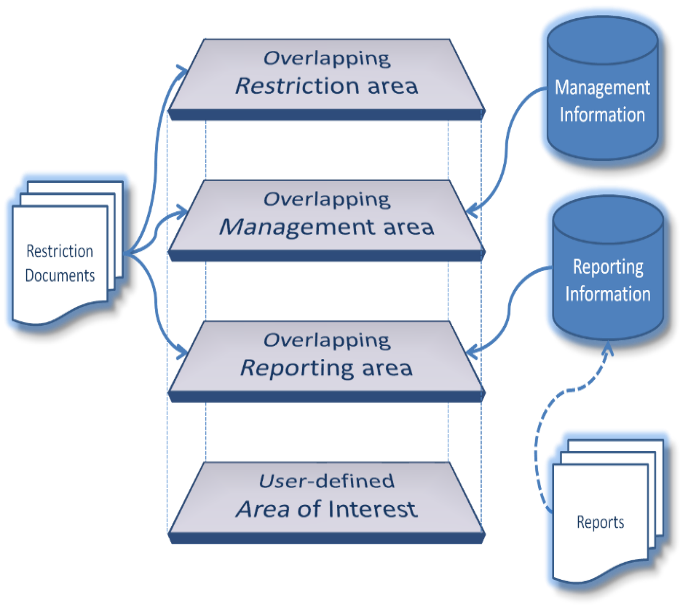 Overlapping
Restriction area
Management
Information
Overlapping
Management area
Restriction
Documents
Reporting
Information
Overlapping
Reporting area
User-defined
Area of Interest
Reports